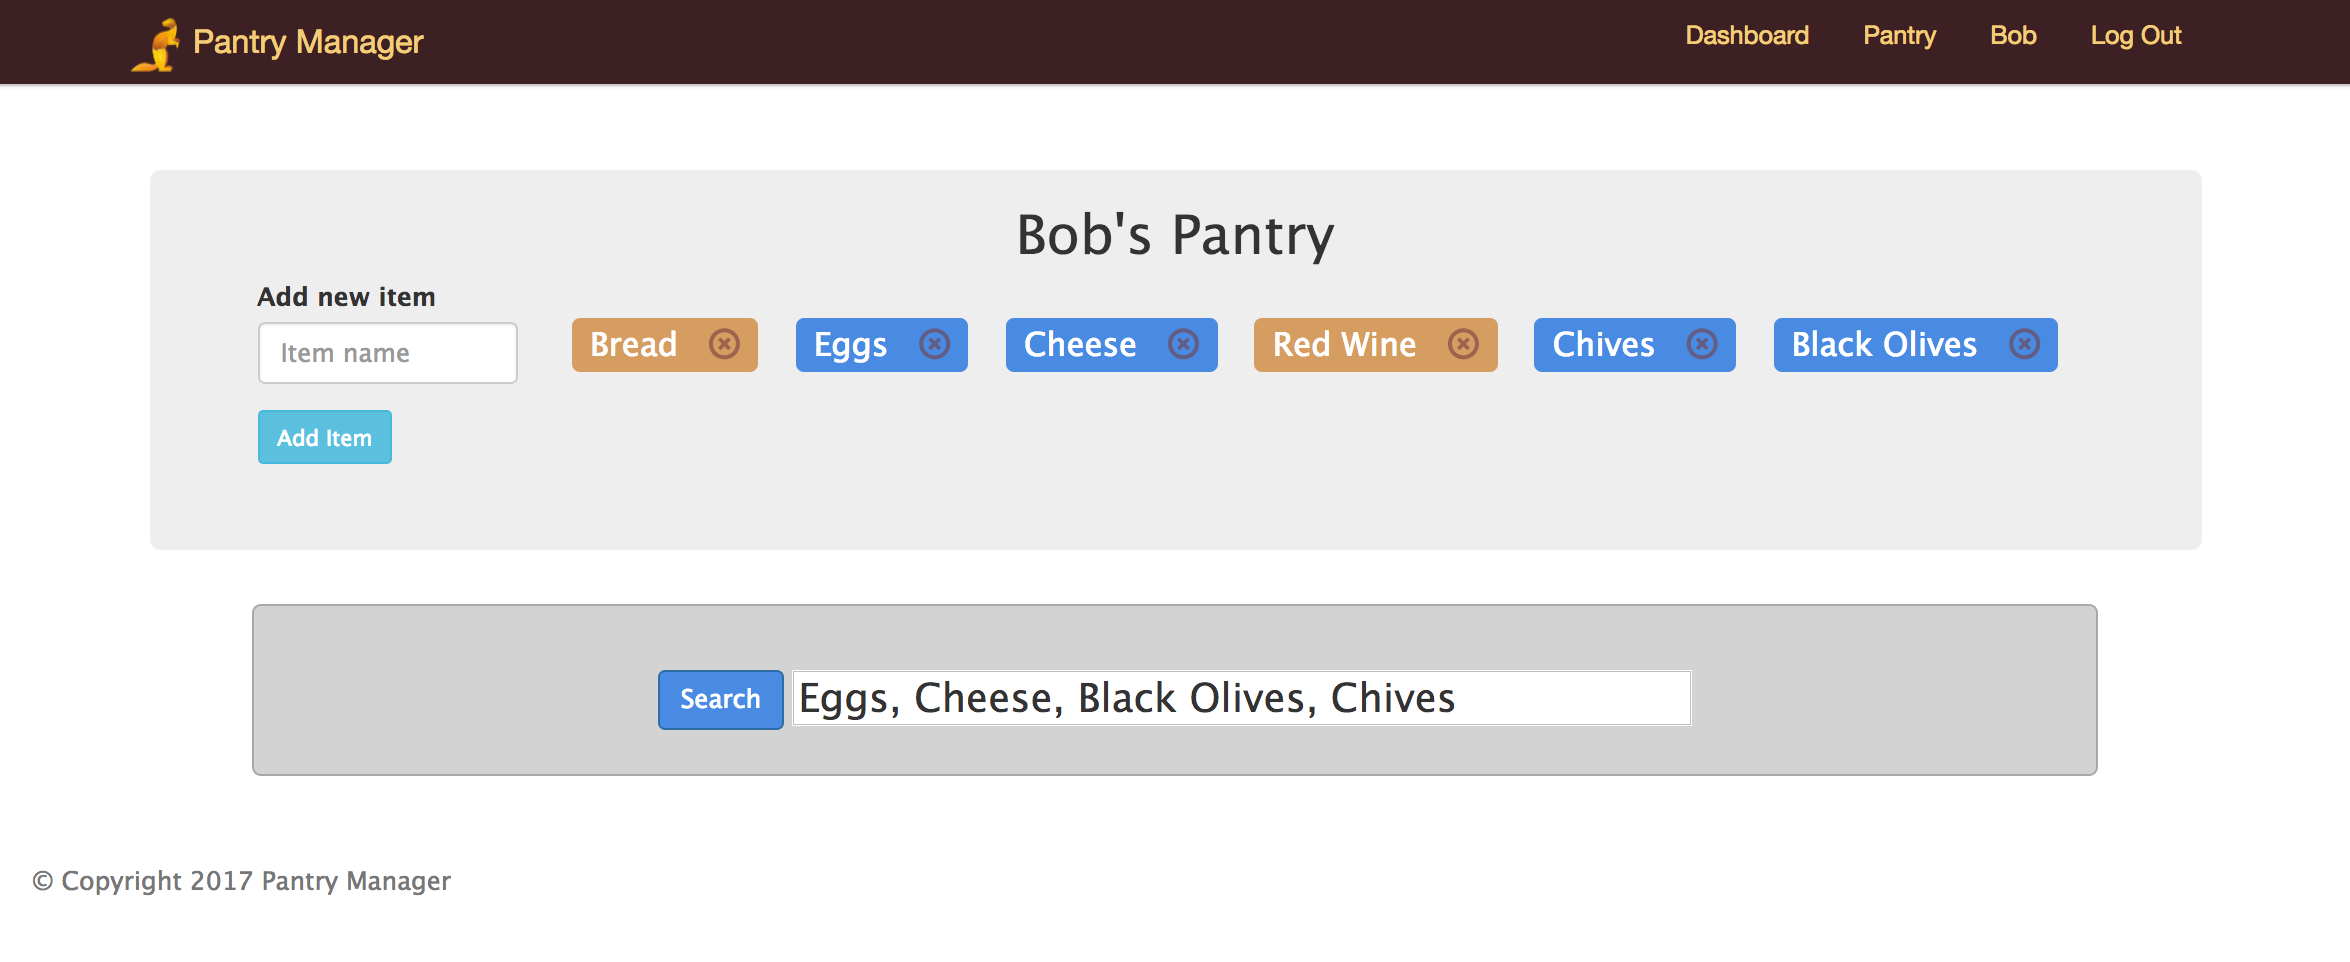 Pantry Manager
Dashboard Pantry Bob Log Out
Bob's Pantry
Add new item
Item name
Bread Eggs Cheese Red Wine Chives Black Olives
Add Item
Search Eggs, Cheese, Black Olives, Chives
© Copyright 2017 Pantry Manager